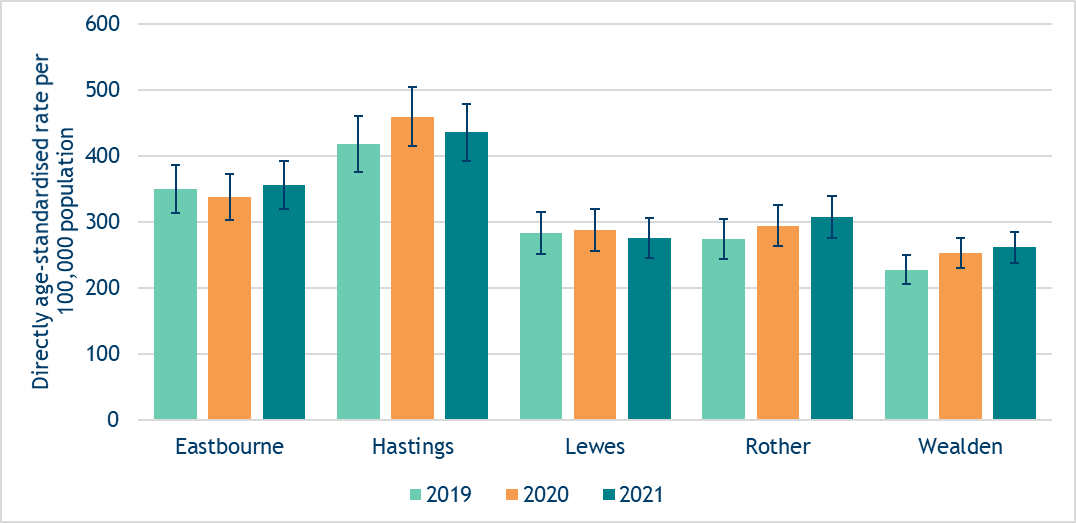 Directly age-standardised rate per
100,000 population
600
500
400
300
200
100
0
Eastbourne Hastings Lewes Rother Wealden
2019 2020 2021